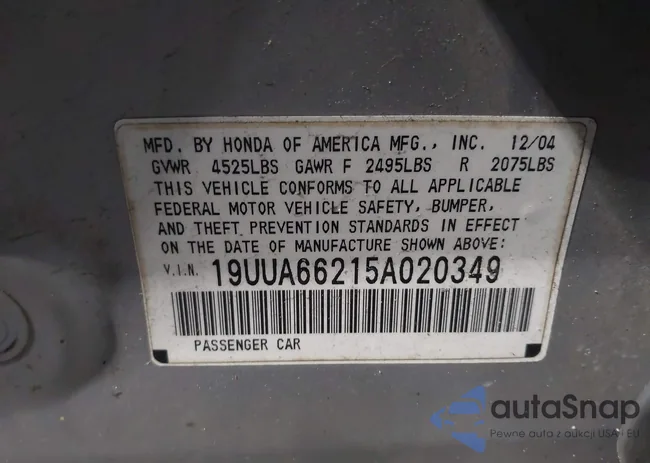 MFD. BY HONDA OF AMERICA MFG., INC. 12/04
GVWR 4525LBS GAWR F 2495LBS R 2075LBS
THIS VEHICLE CONFORMS TO ALL APPLICABLE
FEDERAL MOTOR VEHICLE SAFETY, BUMPER,
AND THEFT PREVENTION STANDARDS IN EFFECT
ON THE DATE OF MANUFACTURE SHOWN ABOVE:
V.I.N. 19UUA66215A020349
PASSENGER CAR
autaSnap
Pewne auta z aukcji USA - EU